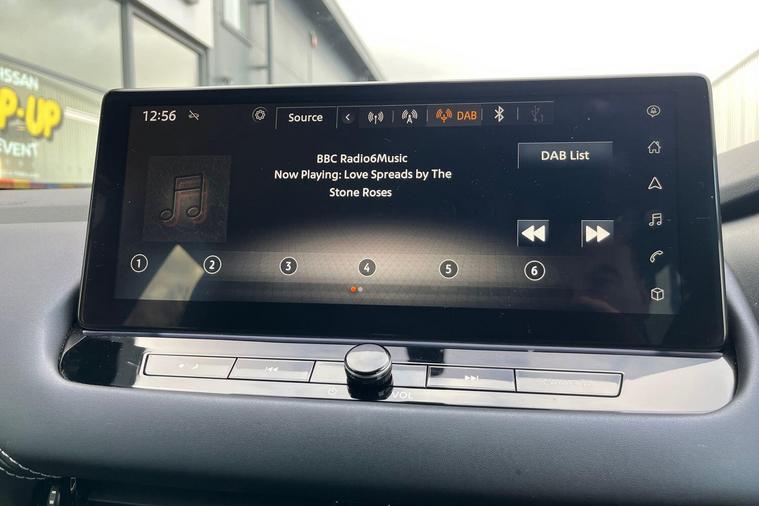 ISSAN
P-UP
EVENT
12:56
Source
DAB
BBC Radio6Music
Now Playing: Love Spreads by The
Stone Roses
DAB List
1 2 3 4 5 6
VOL